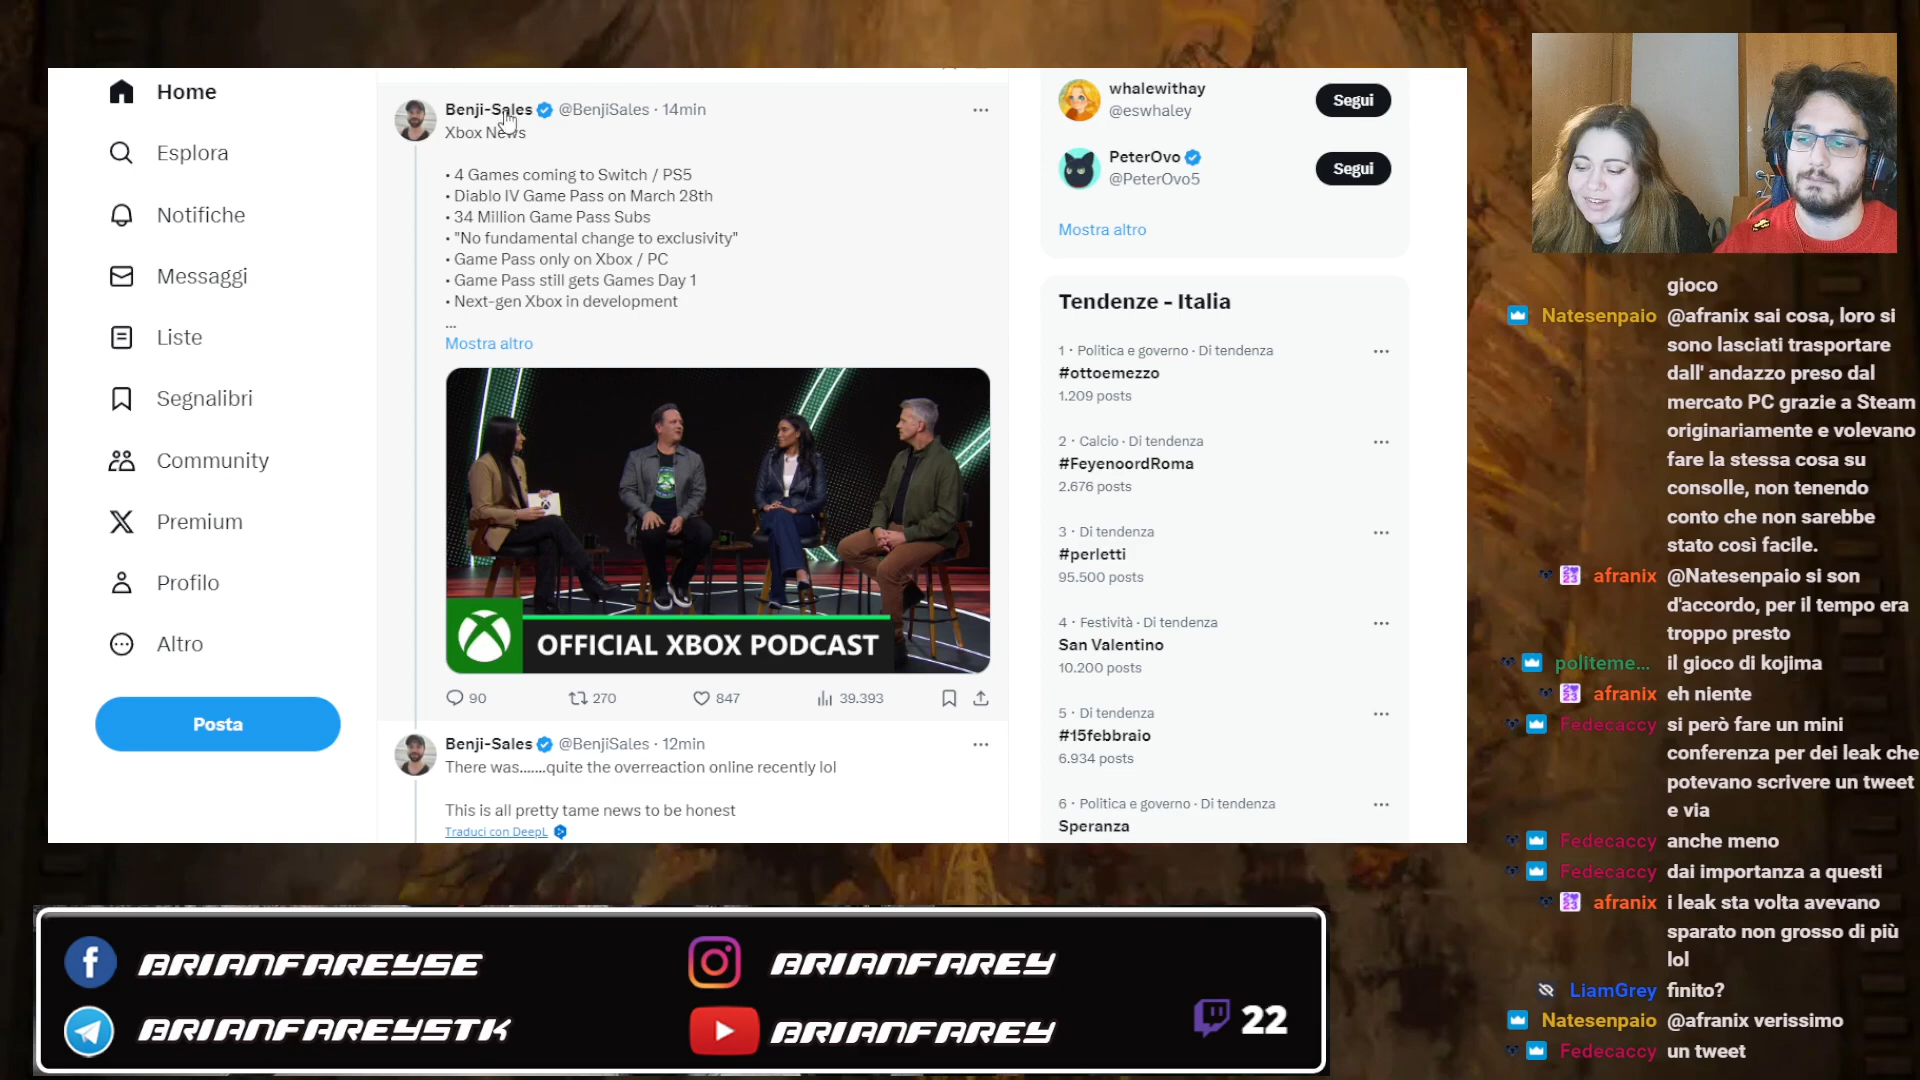 Home
Esplora
Notifiche
Messaggi
Liste
Segnalibri
Community
Premium
Profilo
Altro
Posta
Benji-Sales @BenjiSales · 14min
Xbox News
• 4 Games coming to Switch / PS5
• Diablo IV Game Pass on March 28th
• 34 Million Game Pass Subs
• "No fundamental change to exclusivity"
• Game Pass only on Xbox / PC
• Game Pass still gets Games Day 1
• Next-gen Xbox in development
...
Mostra altro
OFFICIAL XBOX PODCAST
90 270 847 39.393
Benji-Sales @BenjiSales · 12min
There was.......quite the overreaction online recently lol
This is all pretty tame news to be honest
Traduci con DeepL
whalewithay
@eswhaley
Segui
PeterOvo
@PeterOvo5
Segui
Mostra altro
Tendenze - Italia
1 · Politica e governo · Di tendenza
#ottoemezzo
1.209 posts
2 · Calcio · Di tendenza
#FeyenoordRoma
2.676 posts
3 · Di tendenza
#perletti
95.500 posts
4 · Festività · Di tendenza
San Valentino
10.200 posts
5 · Di tendenza
#15febbraio
6.934 posts
6 · Politica e governo · Di tendenza
Speranza
gioco
Natesenpaio @afranix sai cosa, loro si
sono lasciati trasportare
dall' andazzo preso dal
mercato PC grazie a Steam
originariamente e volevano
fare la stessa cosa su
consolle, non tenendo
conto che non sarebbe
stato così facile.
afranix @Natesenpaio si son
d'accordo, per il tempo era
troppo presto
politeme... il gioco di kojima
afranix eh niente
Fedecaccy si però fare un mini
conferenza per dei leak che
potevano scrivere un tweet
e via
Fedecaccy anche meno
Fedecaccy dai importanza a questi
afranix i leak sta volta avevano
sparato non grosso di più
lol
LiamGrey finito?
Natesenpaio @afranix verissimo
Fedecaccy un tweet
BRIANFAREYSE
BRIANFAREY
BRIANFAREYSTK
BRIANFAREY
22